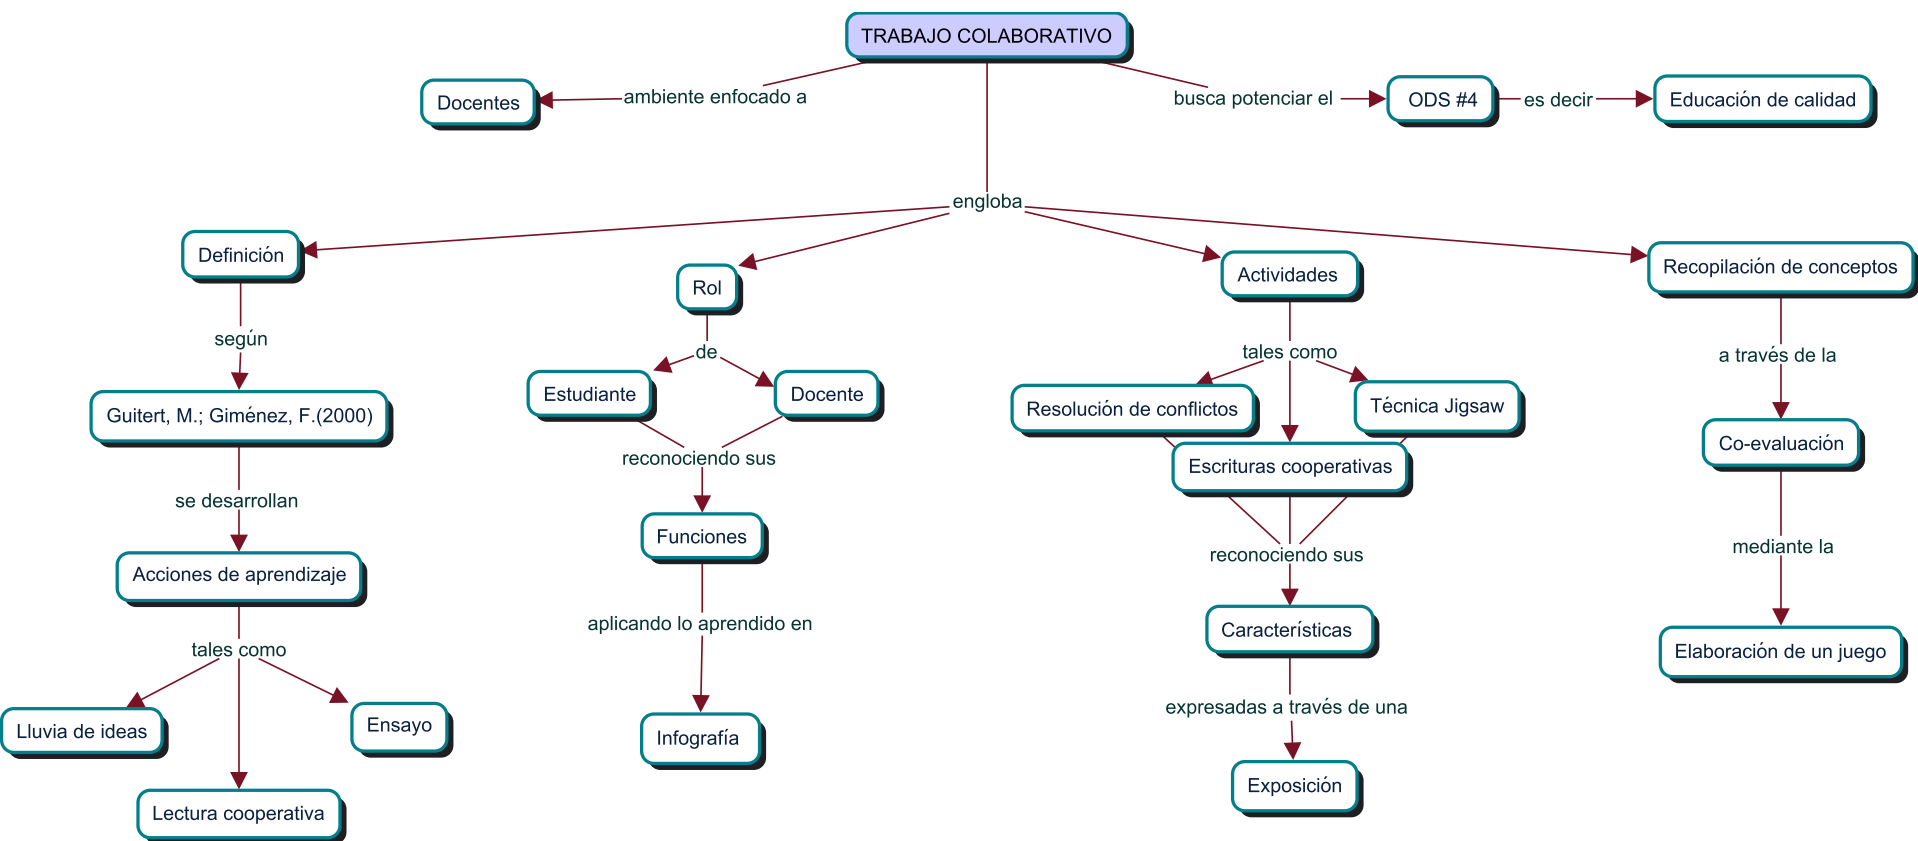 TRABAJO COLABORATIVO
Docentes
ambiente enfocado a
busca potenciar el
ODS #4
es decir
Educación de calidad
engloba
Definición
Rol
Actividades
Recopilación de conceptos
según
de
tales como
a través de la
Guitert, M.; Giménez, F.(2000)
Estudiante
Docente
Resolución de conflictos
Técnica Jigsaw
Co-evaluación
reconociendo sus
Escrituras cooperativas
se desarrollan
Funciones
reconociendo sus
mediante la
Acciones de aprendizaje
aplicando lo aprendido en
Características
Elaboración de un juego
tales como
expresadas a través de una
Lluvia de ideas
Ensayo
Infografía
Exposición
Lectura cooperativa